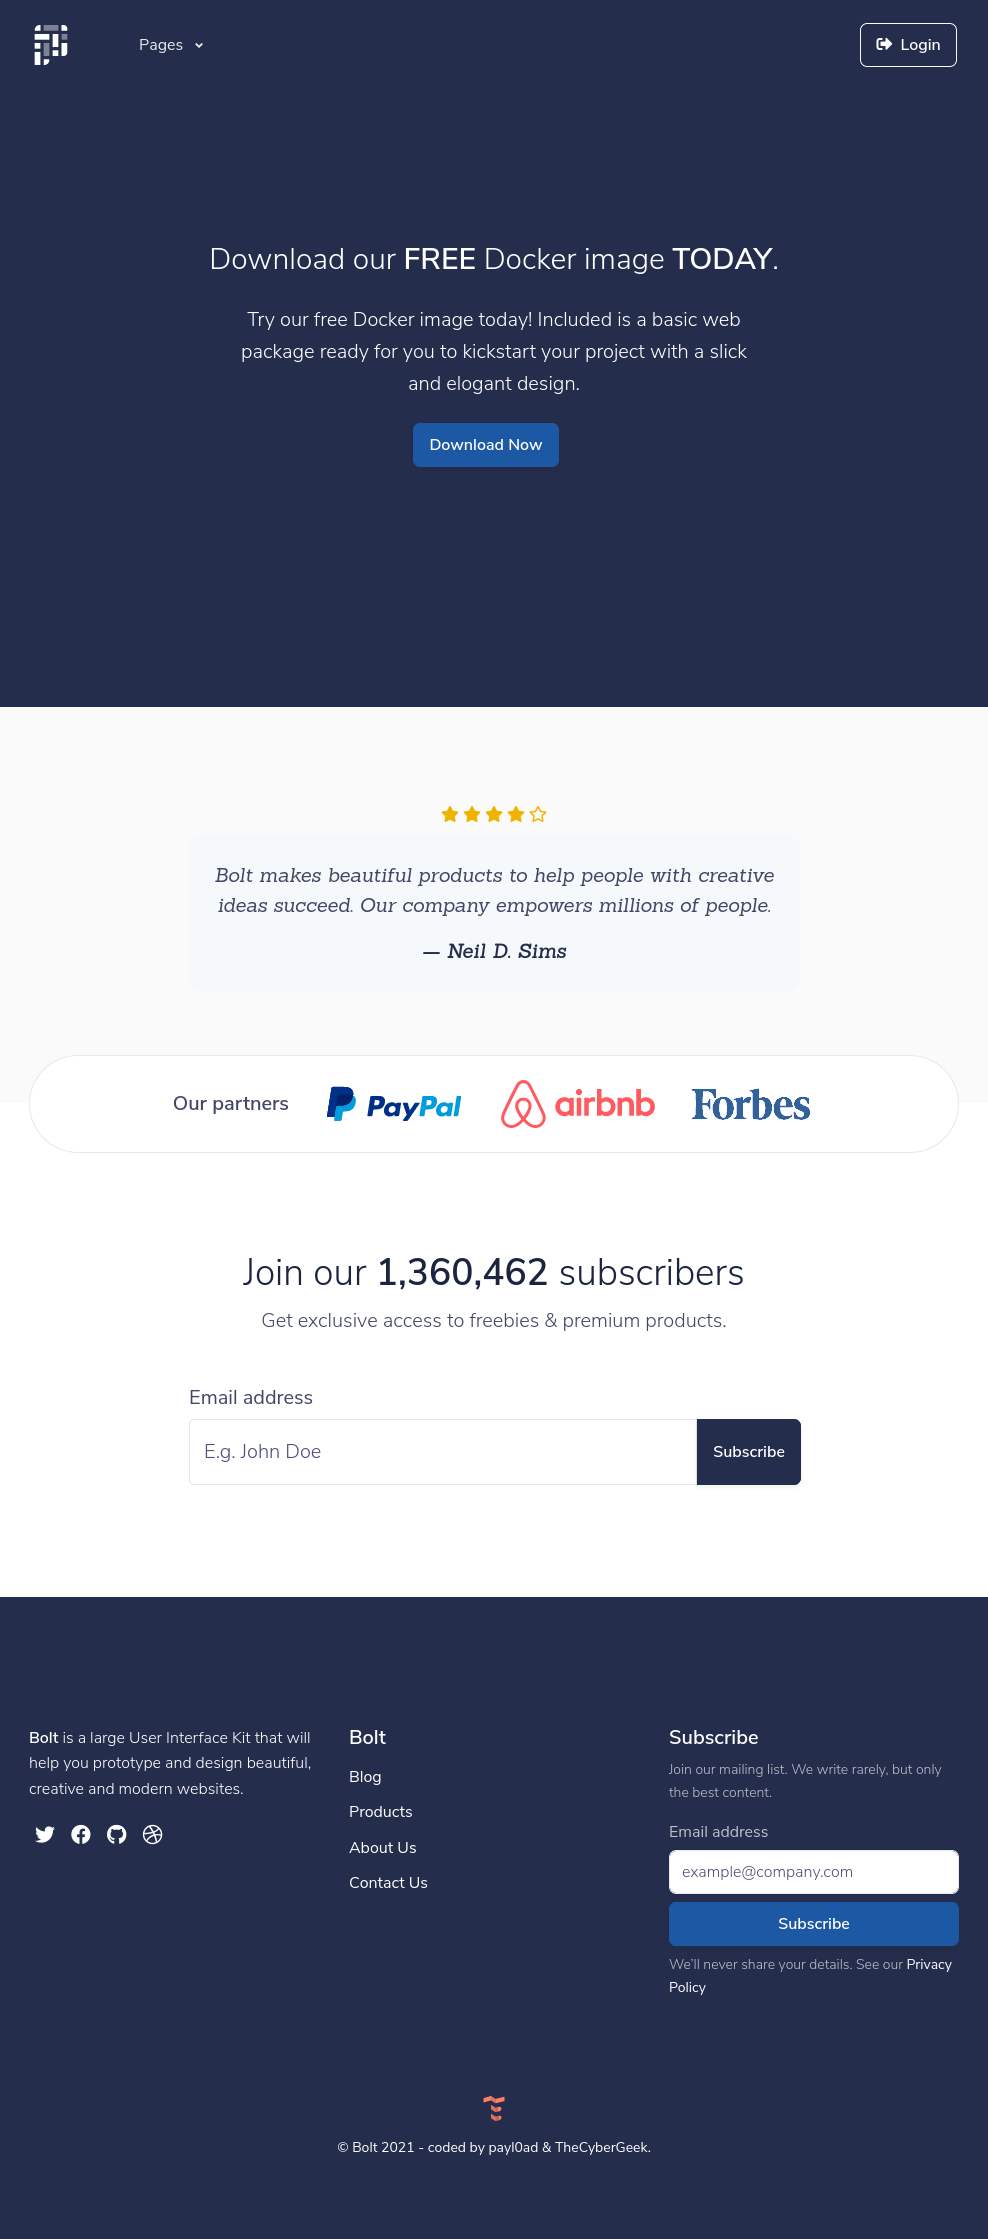 Pages
Login
Download our FREE Docker image TODAY.
Try our free Docker image today! Included is a basic web
package ready for you to kickstart your project with a slick
and elogant design.
Download Now
Bolt makes beautiful products to help people with creative
ideas succeed. Our company empowers millions of people.
— Neil D. Sims
Our partners
PayPal
airbnb
Forbes
Join our 1,360,462 subscribers
Get exclusive access to freebies & premium products.
Email address
E.g. John Doe
Subscribe
Bolt is a large User Interface Kit that will
help you prototype and design beautiful,
creative and modern websites.
Bolt
Blog
Products
About Us
Contact Us
Subscribe
Join our mailing list. We write rarely, but only
the best content.
Email address
example@company.com
Subscribe
We'll never share your details. See our Privacy
Policy
© Bolt 2021 - coded by payl0ad & TheCyberGeek.